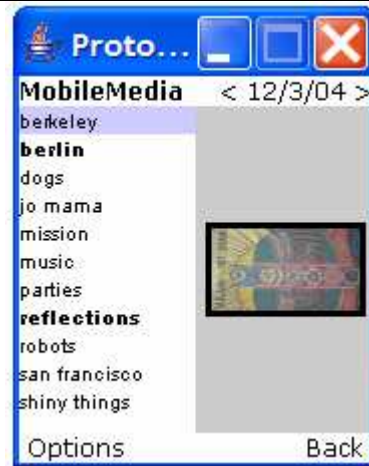 Proto...
MobileMedia < 12/3/04 >
berkeley
berlin
dogs
jo mama
mission
music
parties
reflections
robots
san francisco
shiny things
Options Back